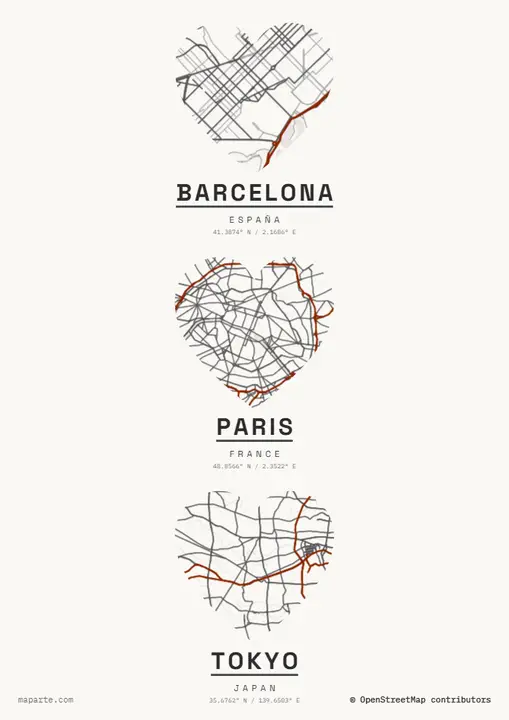 BARCELONA
ESPAÑA
41.3874° N / 2.1686° E
PARIS
FRANCE
48.8566° N / 2.3522° E
TOKYO
JAPAN
35.6762° N / 139.6503° E
maparte.com
© OpenStreetMap contributors